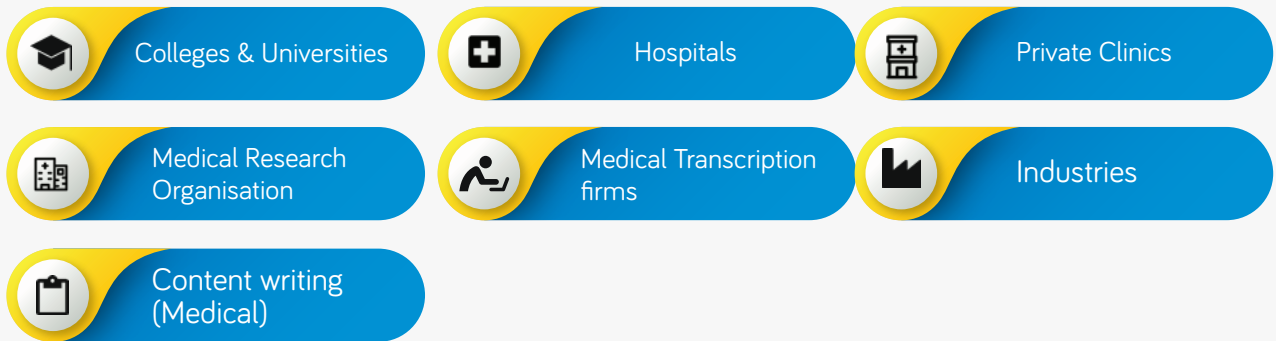 Colleges & Universities
Hospitals
Private Clinics
Medical Research
Organisation
Medical Transcription
firms
Industries
Content writing
(Medical)